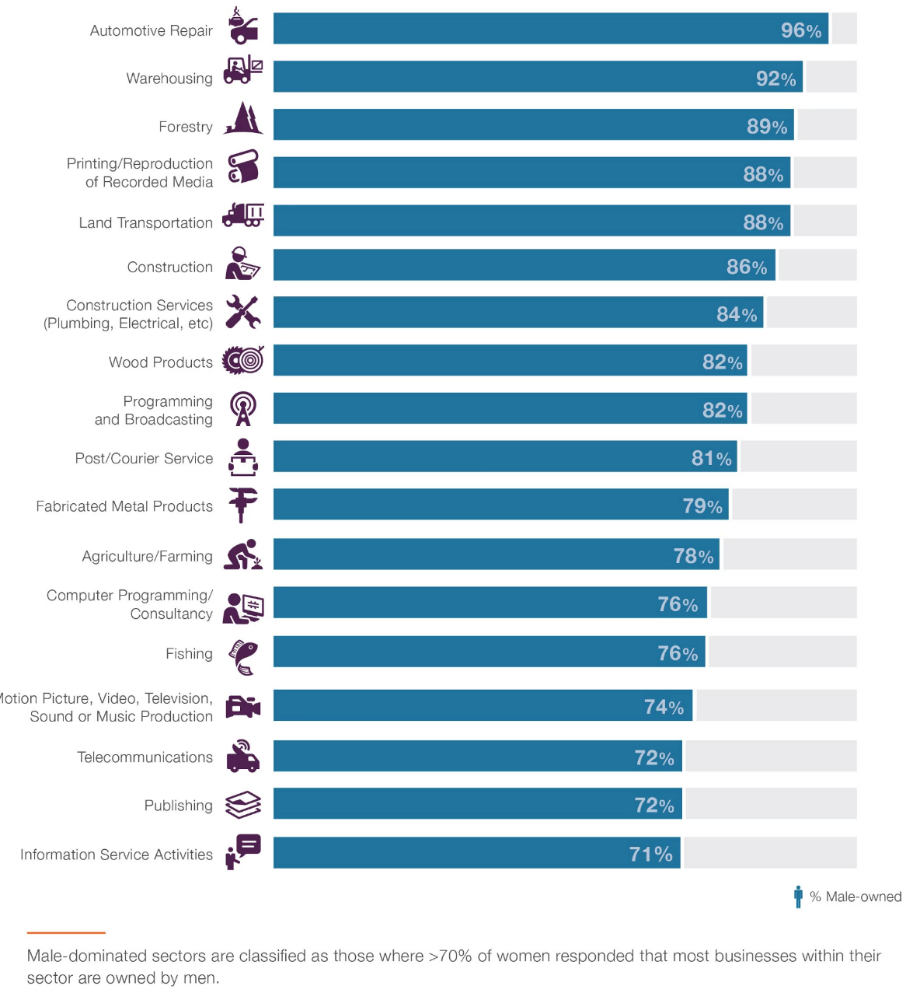 Automotive Repair
96%
Warehousing
92%
Forestry
89%
Printing/Reproduction
of Recorded Media
88%
Land Transportation
88%
Construction
86%
Construction Services
(Plumbing, Electrical, etc)
84%
Wood Products
82%
Programming
and Broadcasting
82%
Post/Courier Service
81%
Fabricated Metal Products
79%
Agriculture/Farming
78%
Computer Programming/
Consultancy
76%
Fishing
76%
Motion Picture, Video, Television,
Sound or Music Production
74%
Telecommunications
72%
Publishing
72%
Information Service Activities
71%
% Male-owned
Male-dominated sectors are classified as those where >70% of women responded that most businesses within their
sector are owned by men.